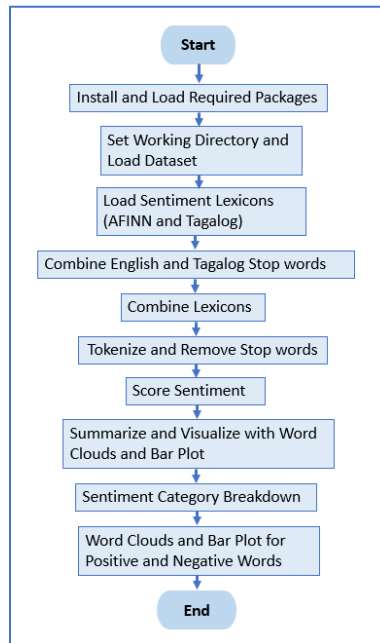 Start
Install and Load Required Packages
Set Working Directory and
Load Dataset
Load Sentiment Lexicons
(AFINN and Tagalog)
Combine English and Tagalog Stop words
Combine Lexicons
Tokenize and Remove Stop words
Score Sentiment
Summarize and Visualize with Word
Clouds and Bar Plot
Sentiment Category Breakdown
Word Clouds and Bar Plot for
Positive and Negative Words
End